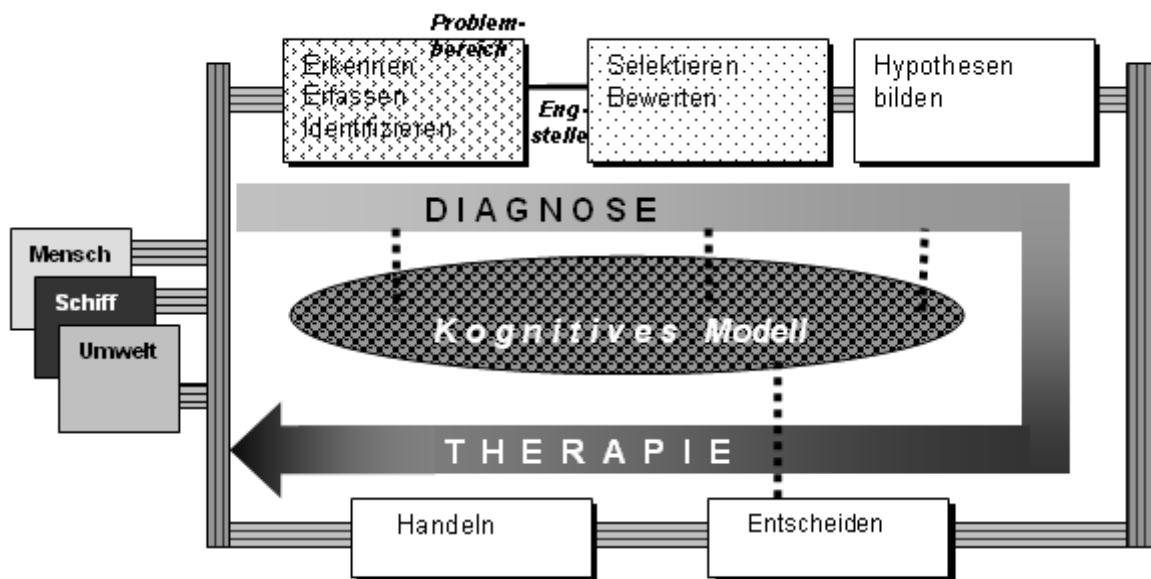 Problem-
bereich
Erkennen
Erfassen
Identifizieren
Eng-
stelle
Selektieren
Bewerten
Hypothesen
bilden
DIAGNOSE
Mensch
Schiff
Umwelt
Kognitives Modell
THERAPIE
Handeln
Entscheiden